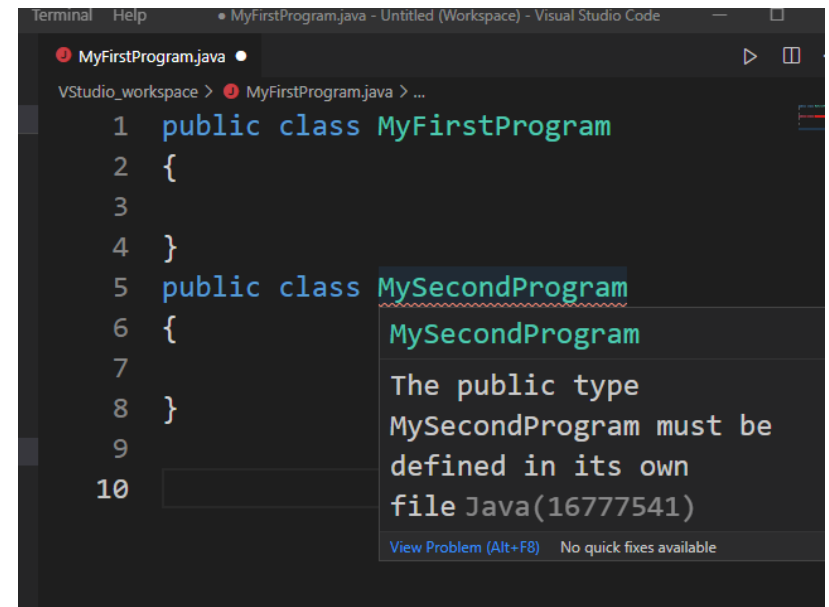 Terminal Help ● MyFirstProgram.java - Untitled (Workspace) - Visual Studio Code
MyFirstProgram.java ●
VStudio_workspace > MyFirstProgram.java > ...
1 public class MyFirstProgram
2 {
3
4 }
5 public class MySecondProgram
6 {
7
8 }
9
10
MySecondProgram
The public type
MySecondProgram must be
defined in its own
file Java(16777541)
View Problem (Alt+F8) No quick fixes available